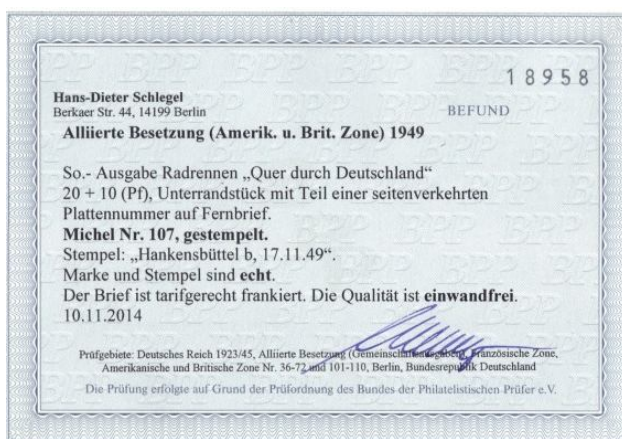 18958
Hans-Dieter Schlegel
Berkaer Str. 44, 14199 Berlin
BEFUND
Alliierte Besetzung (Amerik. u. Brit. Zone) 1949
So.- Ausgabe Radrennen „Quer durch Deutschland“
20 + 10 (Pf), Unterrandstück mit Teil einer seitenverkehrten
Plattennummer auf Fernbrief.
Michel Nr. 107, gestempelt.
Stempel: „Hankensbüttel b, 17.11.49“.
Marke und Stempel sind echt.
Der Brief ist tarifgerecht frankiert. Die Qualität ist einwandfrei.
10.11.2014
Prüfgebiete: Deutsches Reich 1923/45, Alliierte Besetzung (Gemeinschaftsausgaben), Französische Zone,
Amerikanische und Britische Zone Nr. 36-72 und 101-110, Berlin, Bundesrepublik Deutschland
Die Prüfung erfolgte auf Grund der Prüfordnung des Bundes der Philatelistischen Prüfer e.V.